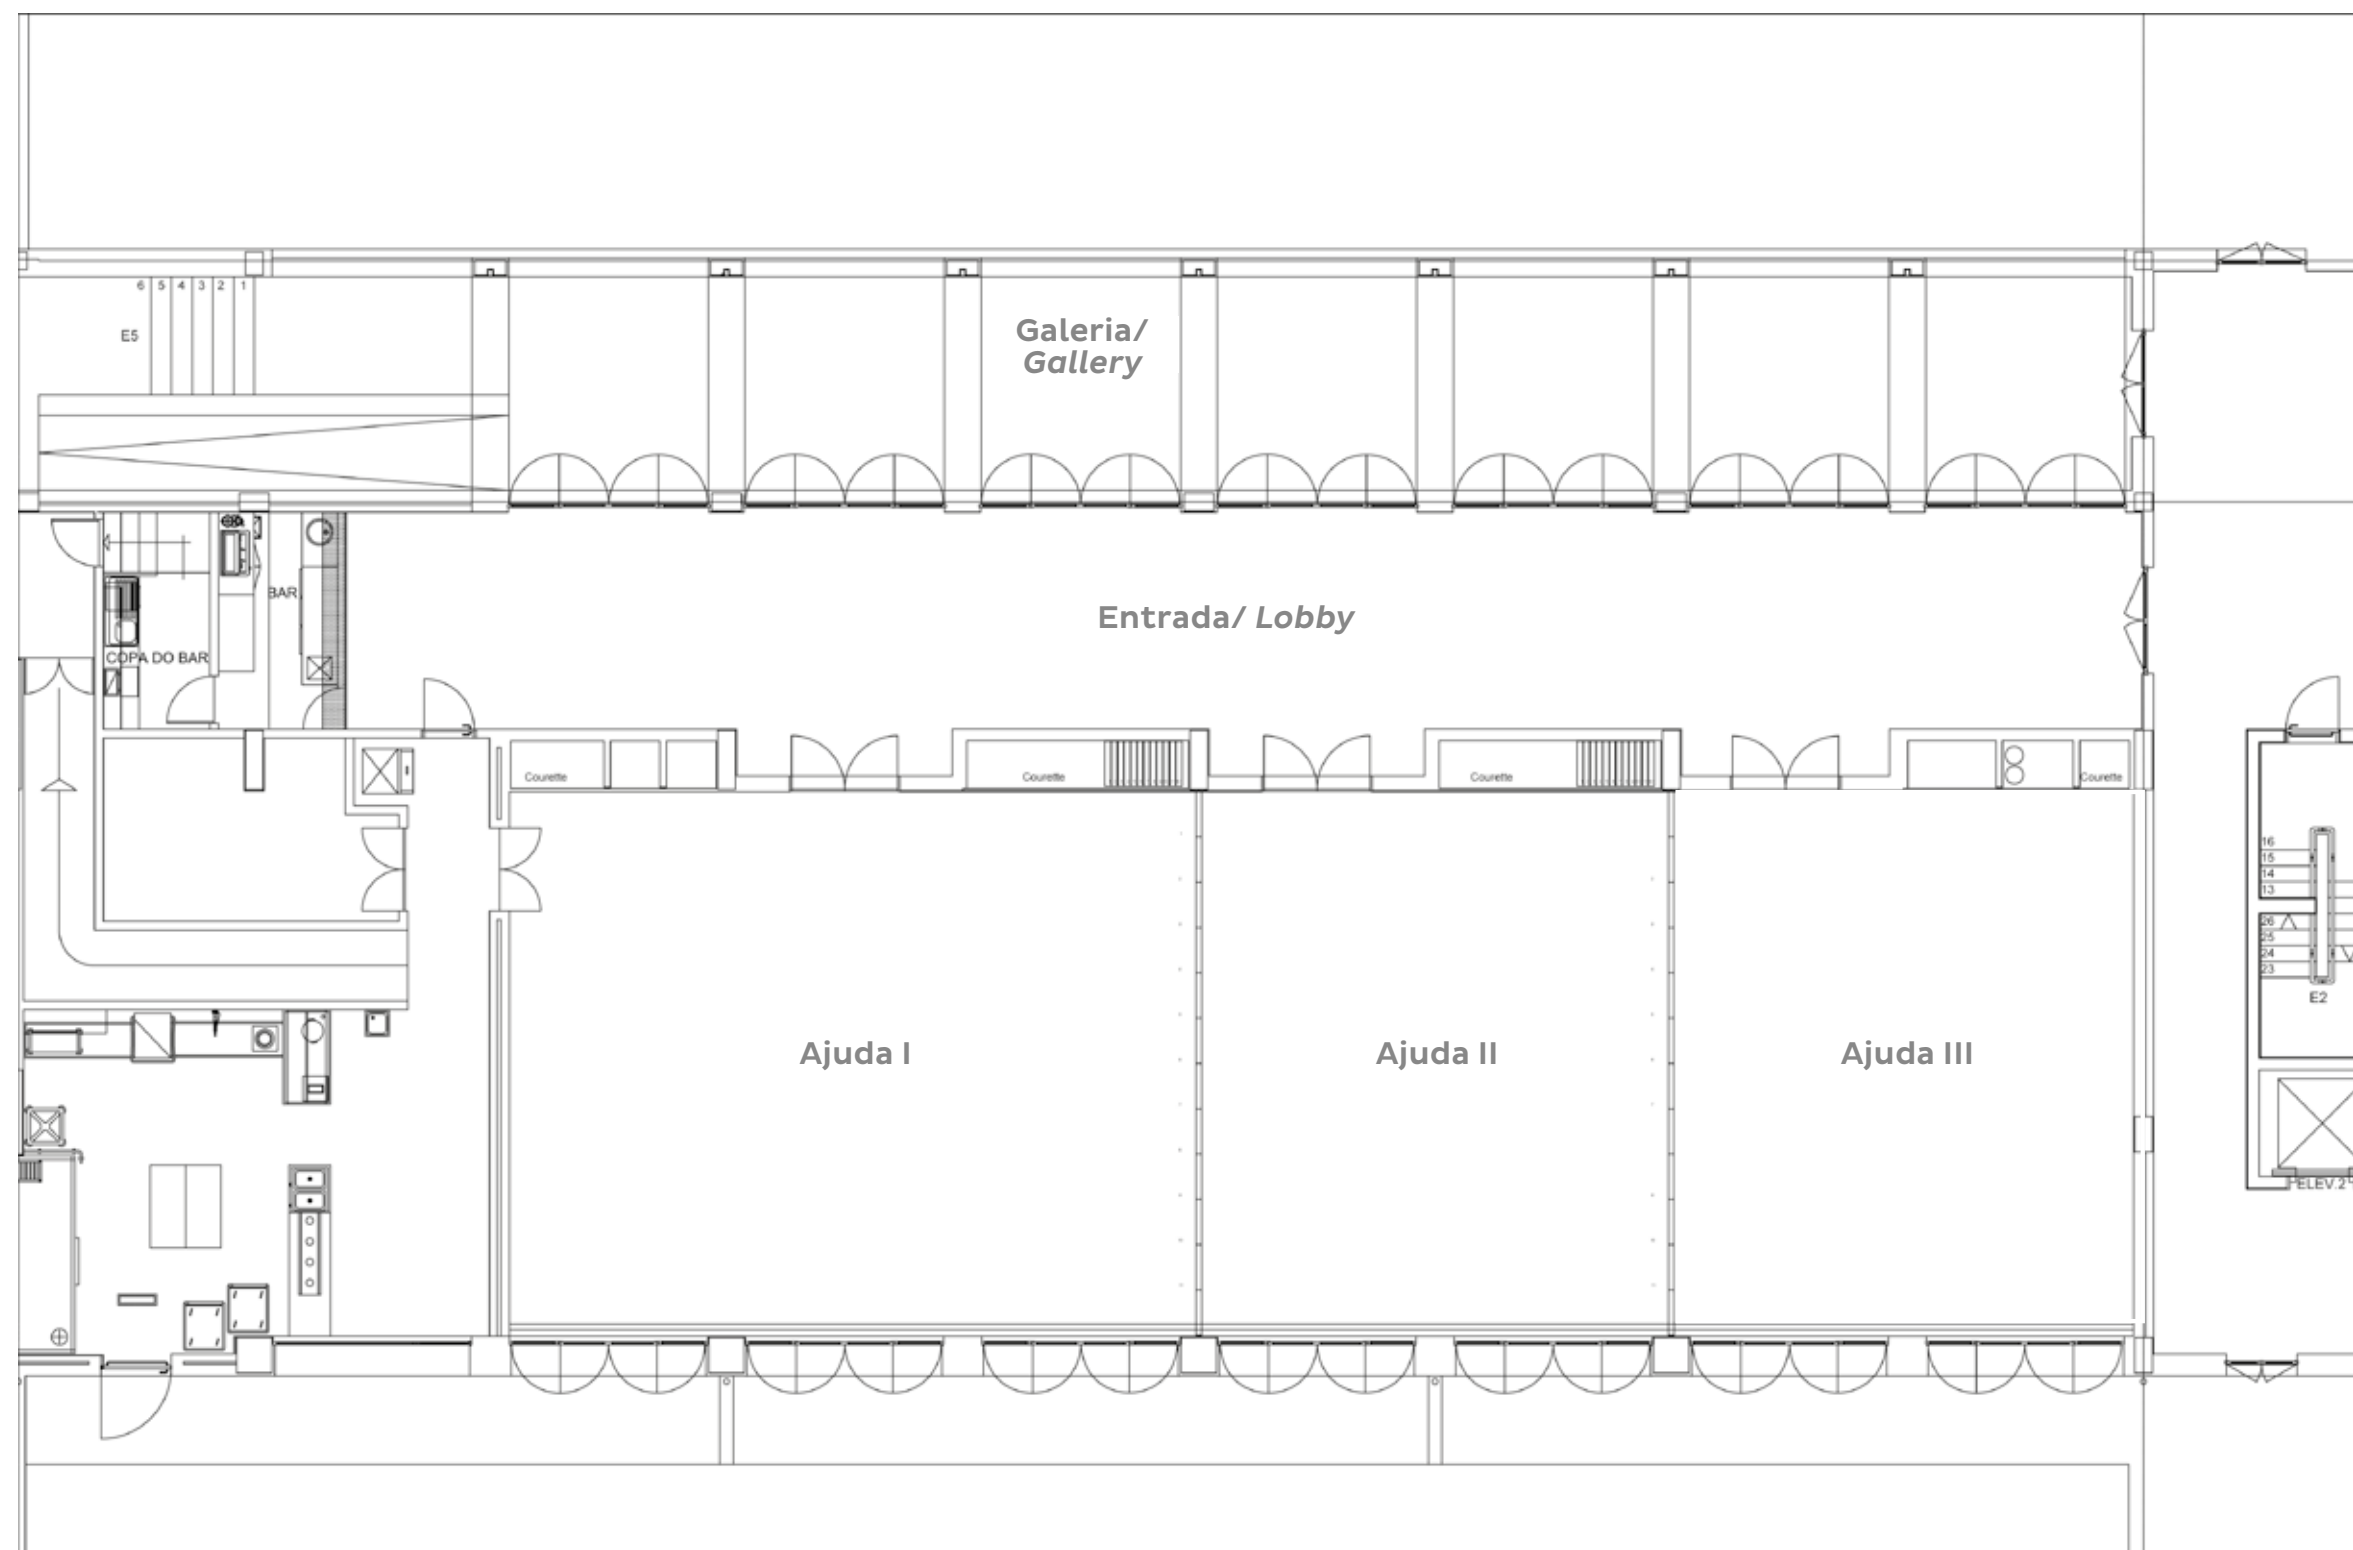 6 5 4 3 2 1
E5
Galeria/
Gallery
BAR
COPA DO BAR
Entrada/ Lobby
Courette
Courette
Courette
Courette
16
15
14
13
26
25
24
23
E2
Ajuda I
Ajuda II
Ajuda III
ELEV.2